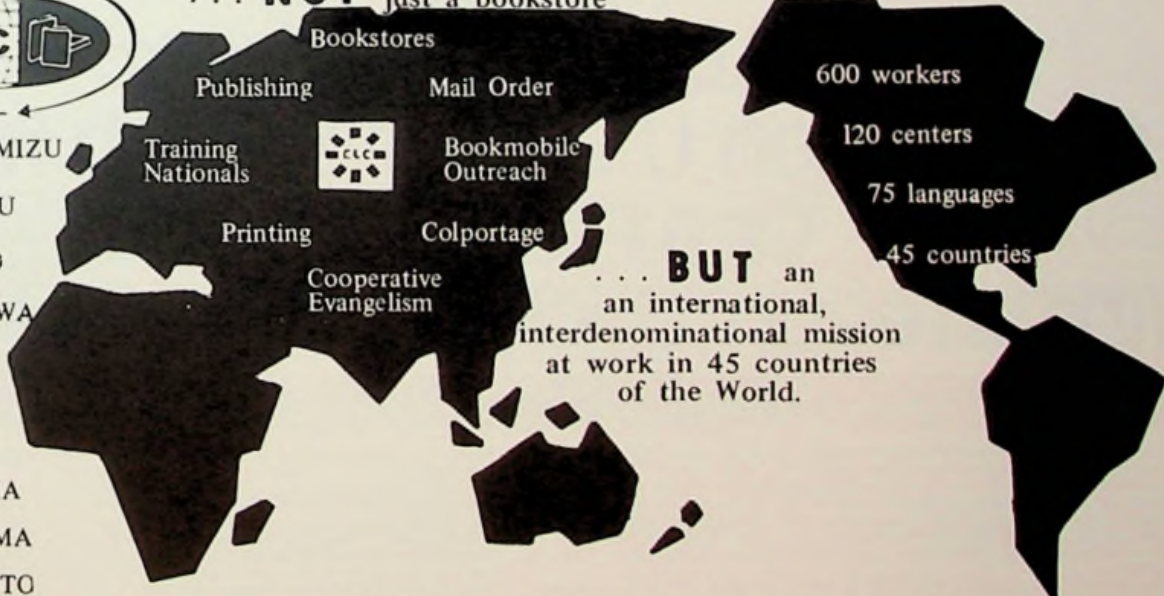 ... NOT just a bookstore
Bookstores
Publishing
Mail Order
Training
Nationals
CLC
Bookmobile
Outreach
Printing
Colportage
Cooperative
Evangelism
600 workers
120 centers
75 languages
45 countries
... BUT an
an international,
interdenominational mission
at work in 45 countries
of the World.
MIZU
U
WA
A
MA
TO